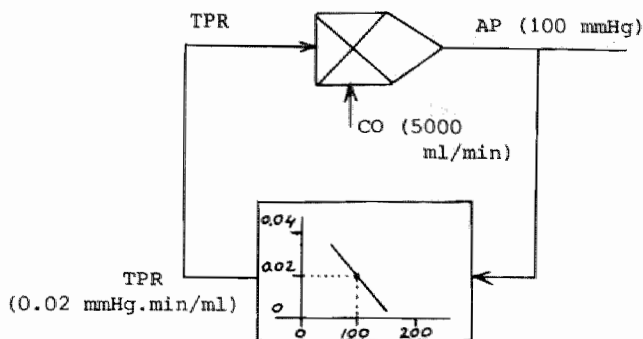 TPR
AP (100 mmHg)
CO (5000
ml/min)
0.04
0.02
0
0 100 200
TPR
(0.02 mmHg.min/ml)